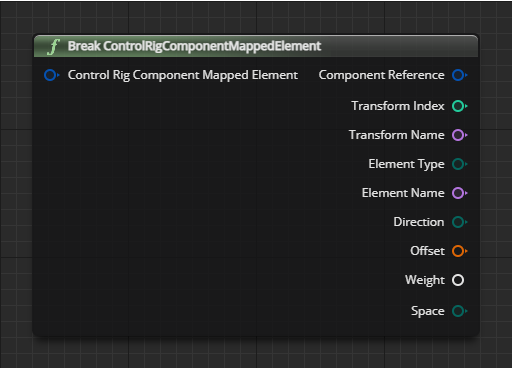 f Break ControlRigComponentMappedElement
Control Rig Component Mapped Element Component Reference
Transform Index
Transform Name
Element Type
Element Name
Direction
Offset
Weight
Space